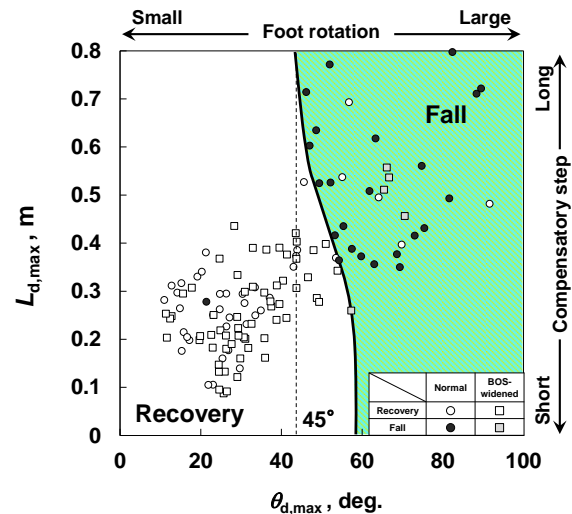 Small Large
Foot rotation
0.8
0.7
0.6
0.5
0.4
0.3
0.2
0.1
0
L d,max , m
Fall
Recovery
45°
Normal BOS-widened
Recovery
Fall
Long
Compensatory step
Short
0 20 40 60 80 100
θ d,max , deg.